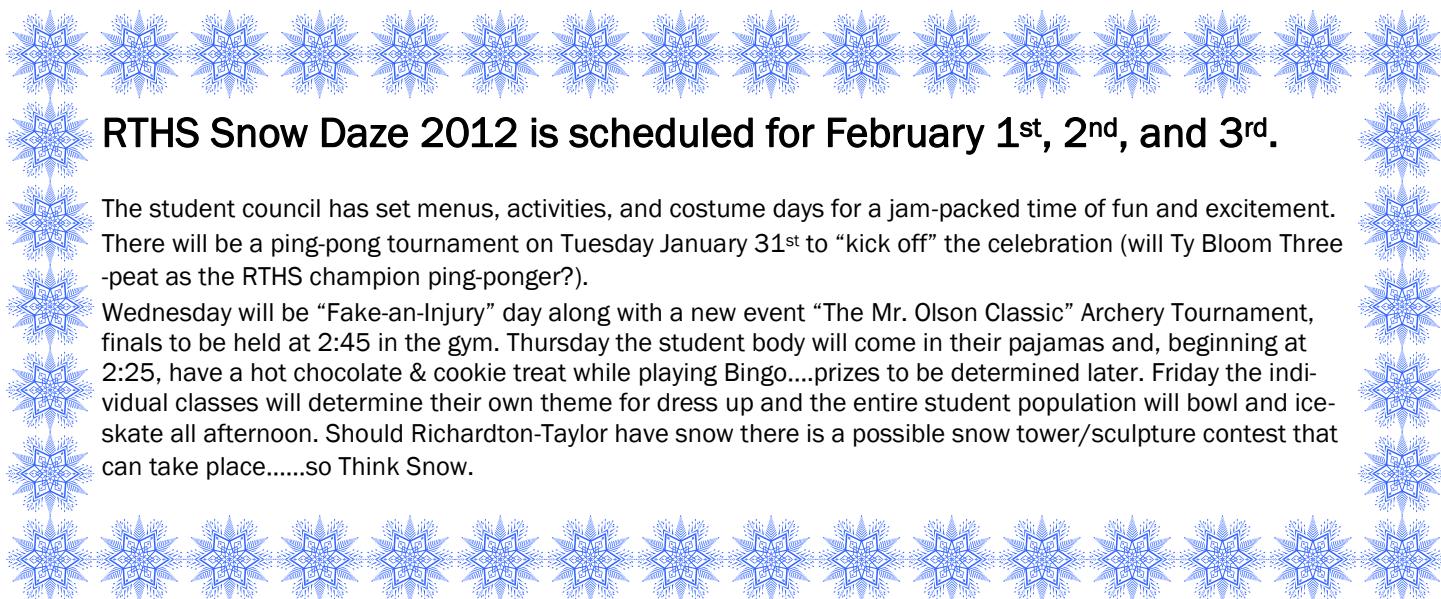 RTHS Snow Daze 2012 is scheduled for February 1st, 2nd, and 3rd.
The student council has set menus, activities, and costume days for a jam-packed time of fun and excitement.
There will be a ping-pong tournament on Tuesday January 31st to “kick off” the celebration (will Ty Bloom Three
-peat as the RTHS champion ping-ponger?).
Wednesday will be “Fake-an-Injury” day along with a new event “The Mr. Olson Classic” Archery Tournament,
finals to be held at 2:45 in the gym. Thursday the student body will come in their pajamas and, beginning at
2:25, have a hot chocolate & cookie treat while playing Bingo....prizes to be determined later. Friday the indi-
vidual classes will determine their own theme for dress up and the entire student population will bowl and ice-
skate all afternoon. Should Richardton-Taylor have snow there is a possible snow tower/sculpture contest that
can take place......so Think Snow.